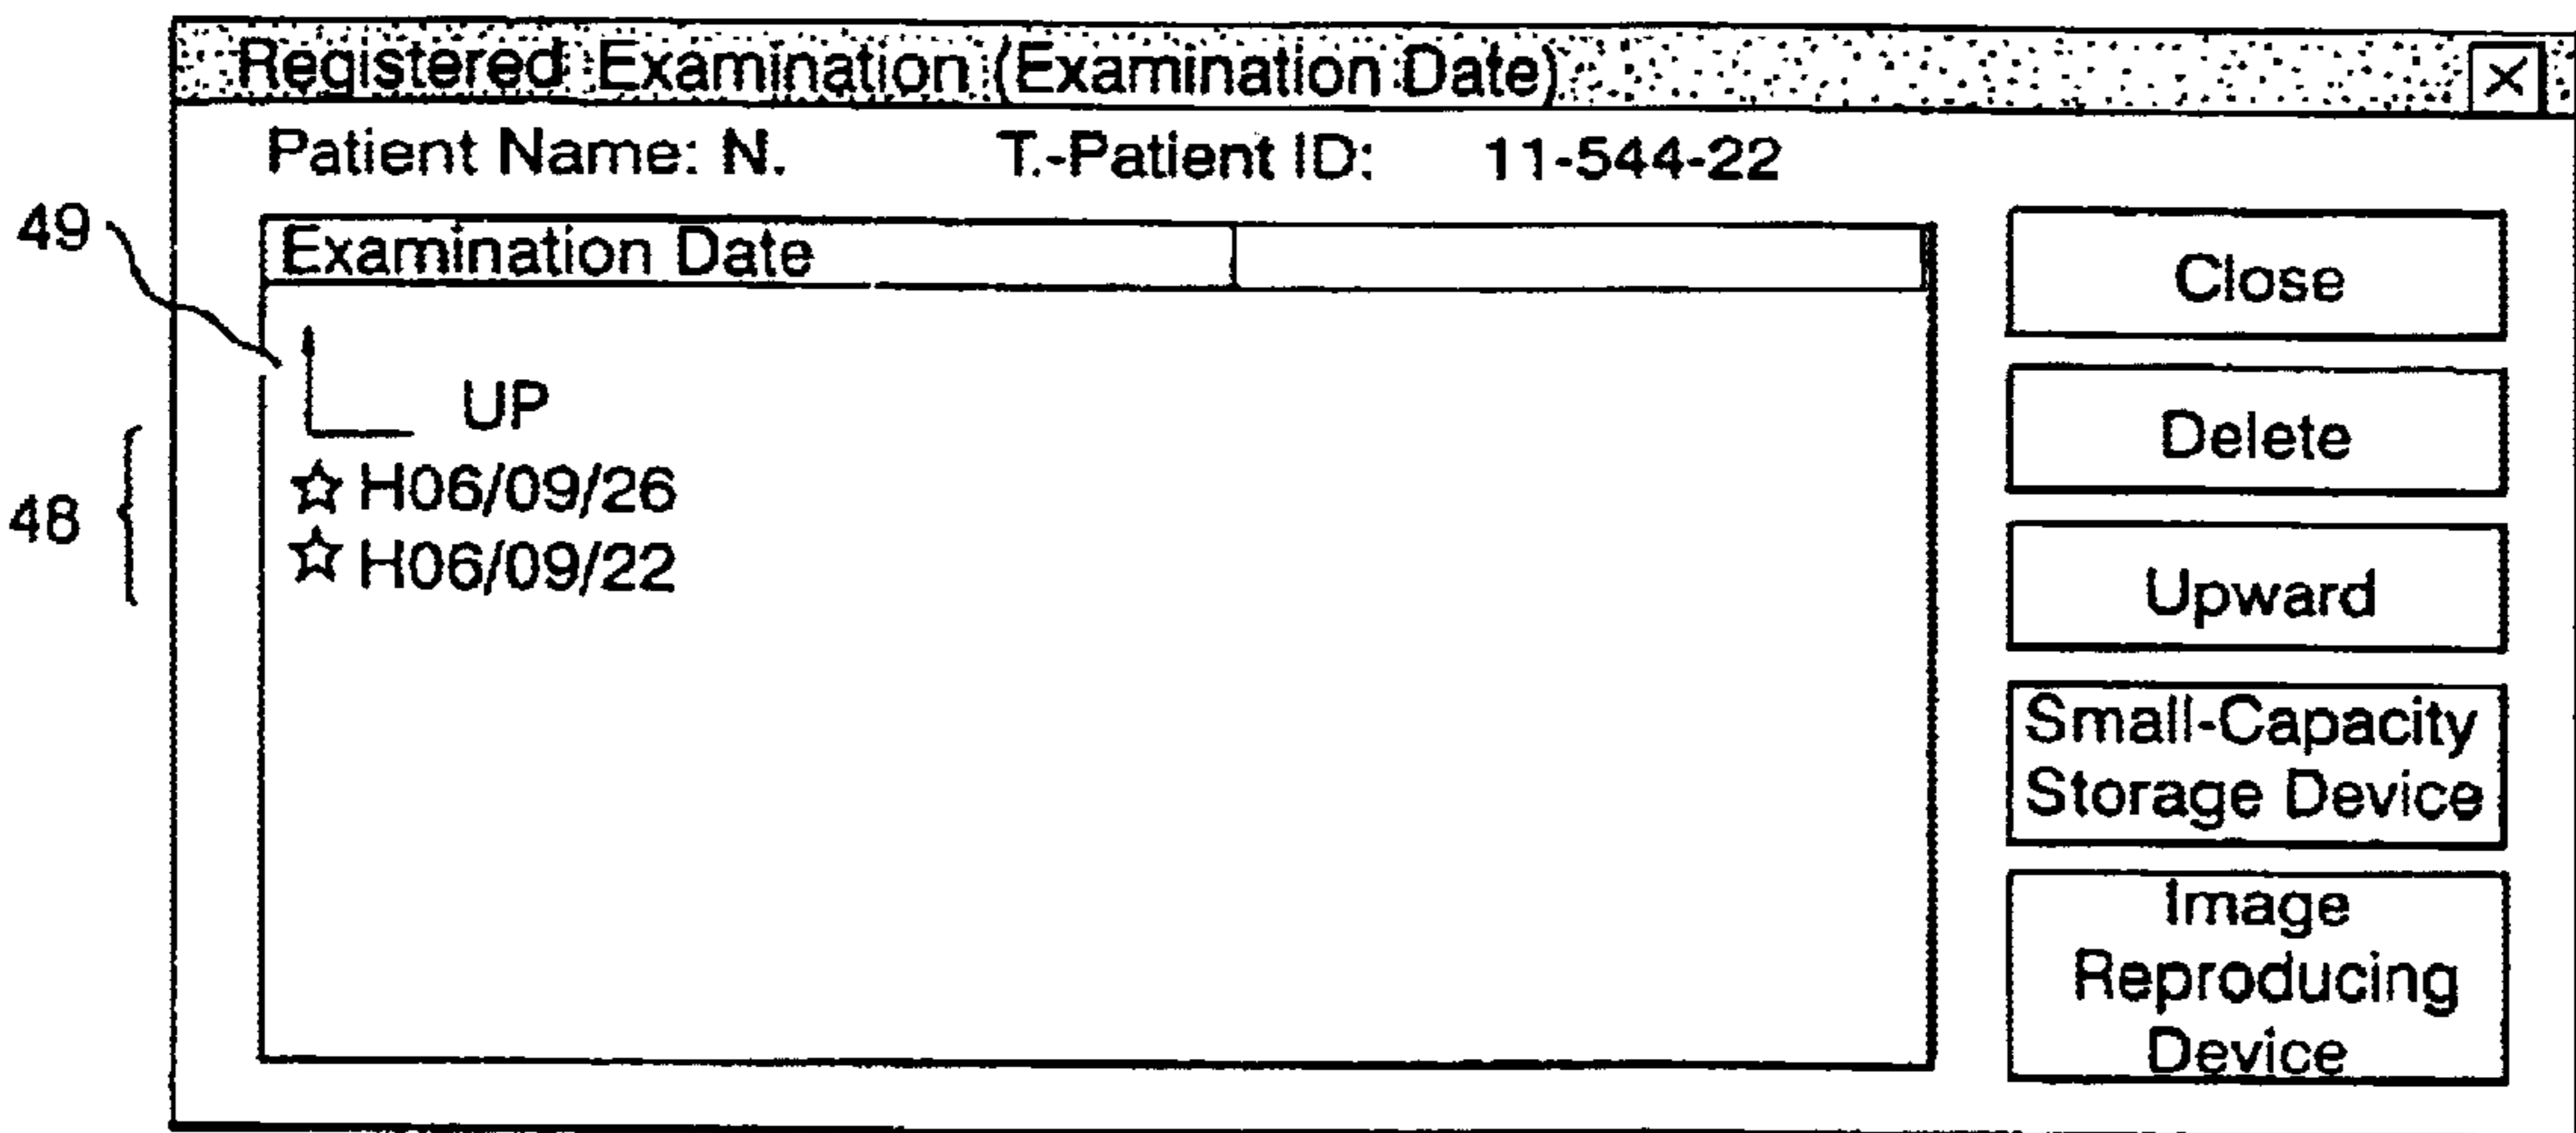 Registered Examination (Examination Date)
Patient Name: N. T.-Patient ID: 11-544-22
49
Examination Date
UP
48
☆ H06/09/26
☆ H06/09/22
Close
Delete
Upward
Small-Capacity
Storage Device
Image
Reproducing
Device